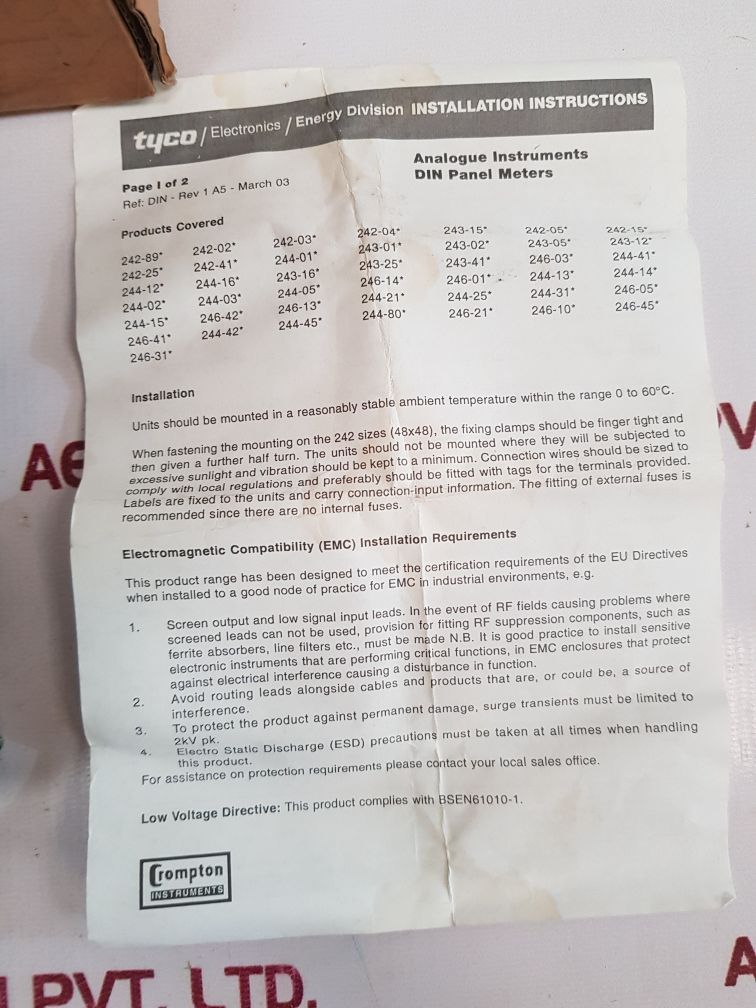 tyco / Electronics / Energy Division INSTALLATION INSTRUCTIONS
Page 1 of 2
Ref: DIN - Rev 1 A5 - March 03
Analogue Instruments
DIN Panel Meters
Products Covered
242-89* 242-02* 242-03* 242-04* 243-15* 242-05* 242-15*
242-25* 242-41* 244-01* 243-01* 243-02* 243-05* 243-12*
244-12* 244-16* 243-16* 243-25* 243-41* 246-03* 244-41*
244-02* 244-03* 244-05* 246-14* 246-01* 244-13* 244-14*
244-15* 246-42* 246-13* 244-21* 244-25* 244-31* 246-05*
246-41* 244-42* 244-45* 244-80* 246-21* 246-10* 246-45*
246-31*
Installation
Units should be mounted in a reasonably stable ambient temperature within the range 0 to 60°C.
When fastening the mounting on the 242 sizes (48x48), the fixing clamps should be finger tight and
then given a further half turn. The units should not be mounted where they will be subjected to
excessive sunlight and vibration should be kept to a minimum. Connection wires should be sized to
comply with local regulations and preferably should be fitted with tags for the terminals provided.
Labels are fixed to the units and carry connection-input information. The fitting of external fuses is
recommended since there are no internal fuses.
Electromagnetic Compatibility (EMC) Installation Requirements
This product range has been designed to meet the certification requirements of the EU Directives
when installed to a good node of practice for EMC in industrial environments, e.g.
1. Screen output and low signal input leads. In the event of RF fields causing problems where
screened leads can not be used, provision for fitting RF suppression components, such as
ferrite absorbers, line filters etc., must be made N.B. It is good practice to install sensitive
electronic instruments that are performing critical functions, in EMC enclosures that protect
against electrical interference causing a disturbance in function.
2. Avoid routing leads alongside cables and products that are, or could be, a source of
interference.
3. To protect the product against permanent damage, surge transients must be limited to
2kV pk.
4. Electro Static Discharge (ESD) precautions must be taken at all times when handling
this product.
For assistance on protection requirements please contact your local sales office.
Low Voltage Directive: This product complies with BSEN61010-1.
Crompton
INSTRUMENTS
PVT. LTD.